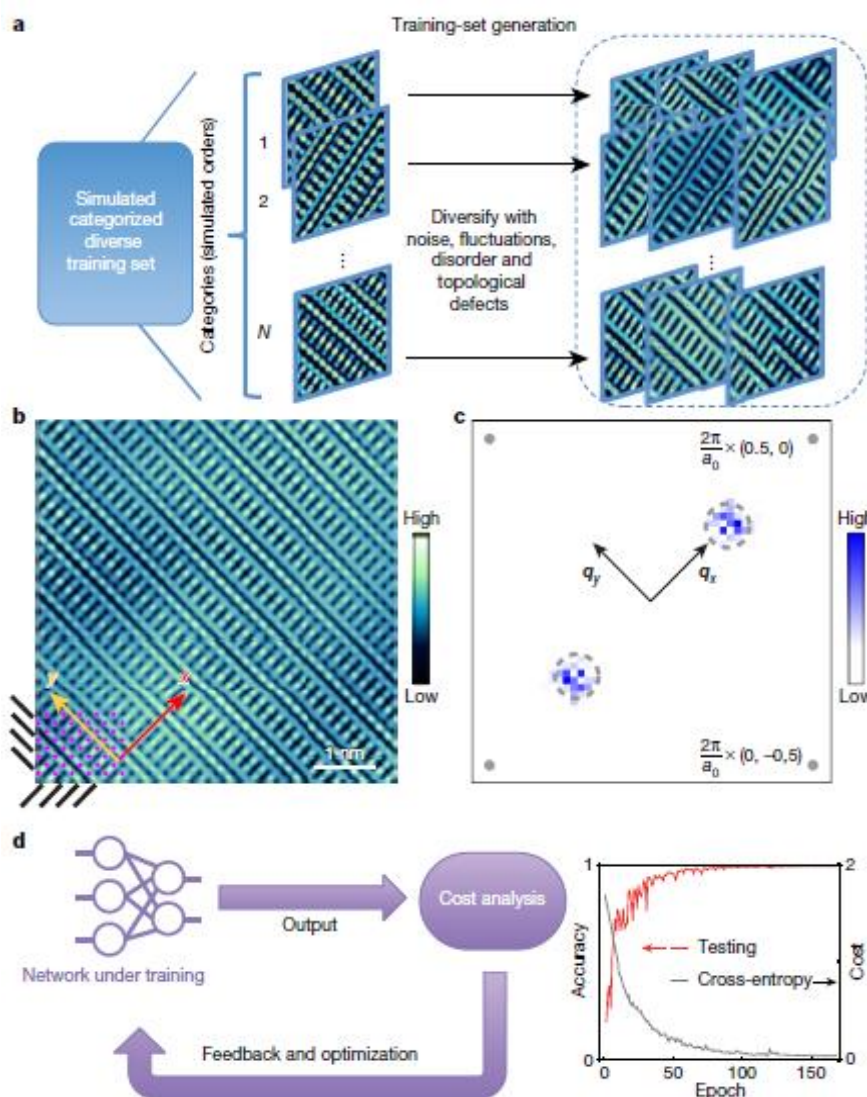 a
Training-set generation
Simulated
categorized
diverse
training set
Categories (simulated orders)
1
2
⋮
N
Diversify with
noise, fluctuations,
disorder and
topological
defects
⋮
b
High
Low
y
x
1 nm
c
2π/a₀ × (0.5, 0)
q_y
q_x
2π/a₀ × (0, –0,5)
High
Low
d
Network under training
Output
Cost analysis
Feedback and optimization
Accuracy
1
0
Testing
Cross-entropy
2
1
0
Cost
0 50 100 150
Epoch